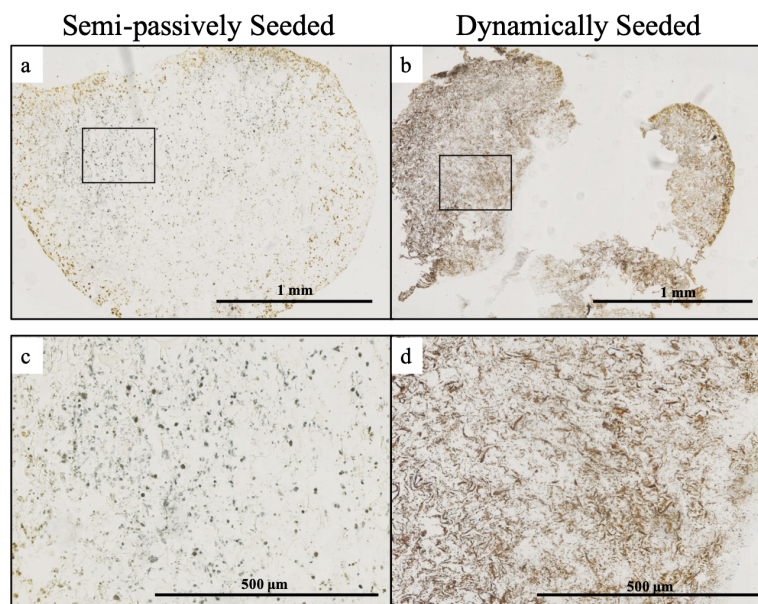 Semi-passively Seeded
Dynamically Seeded
a
b
1 mm
1 mm
c
d
500 µm
500 µm